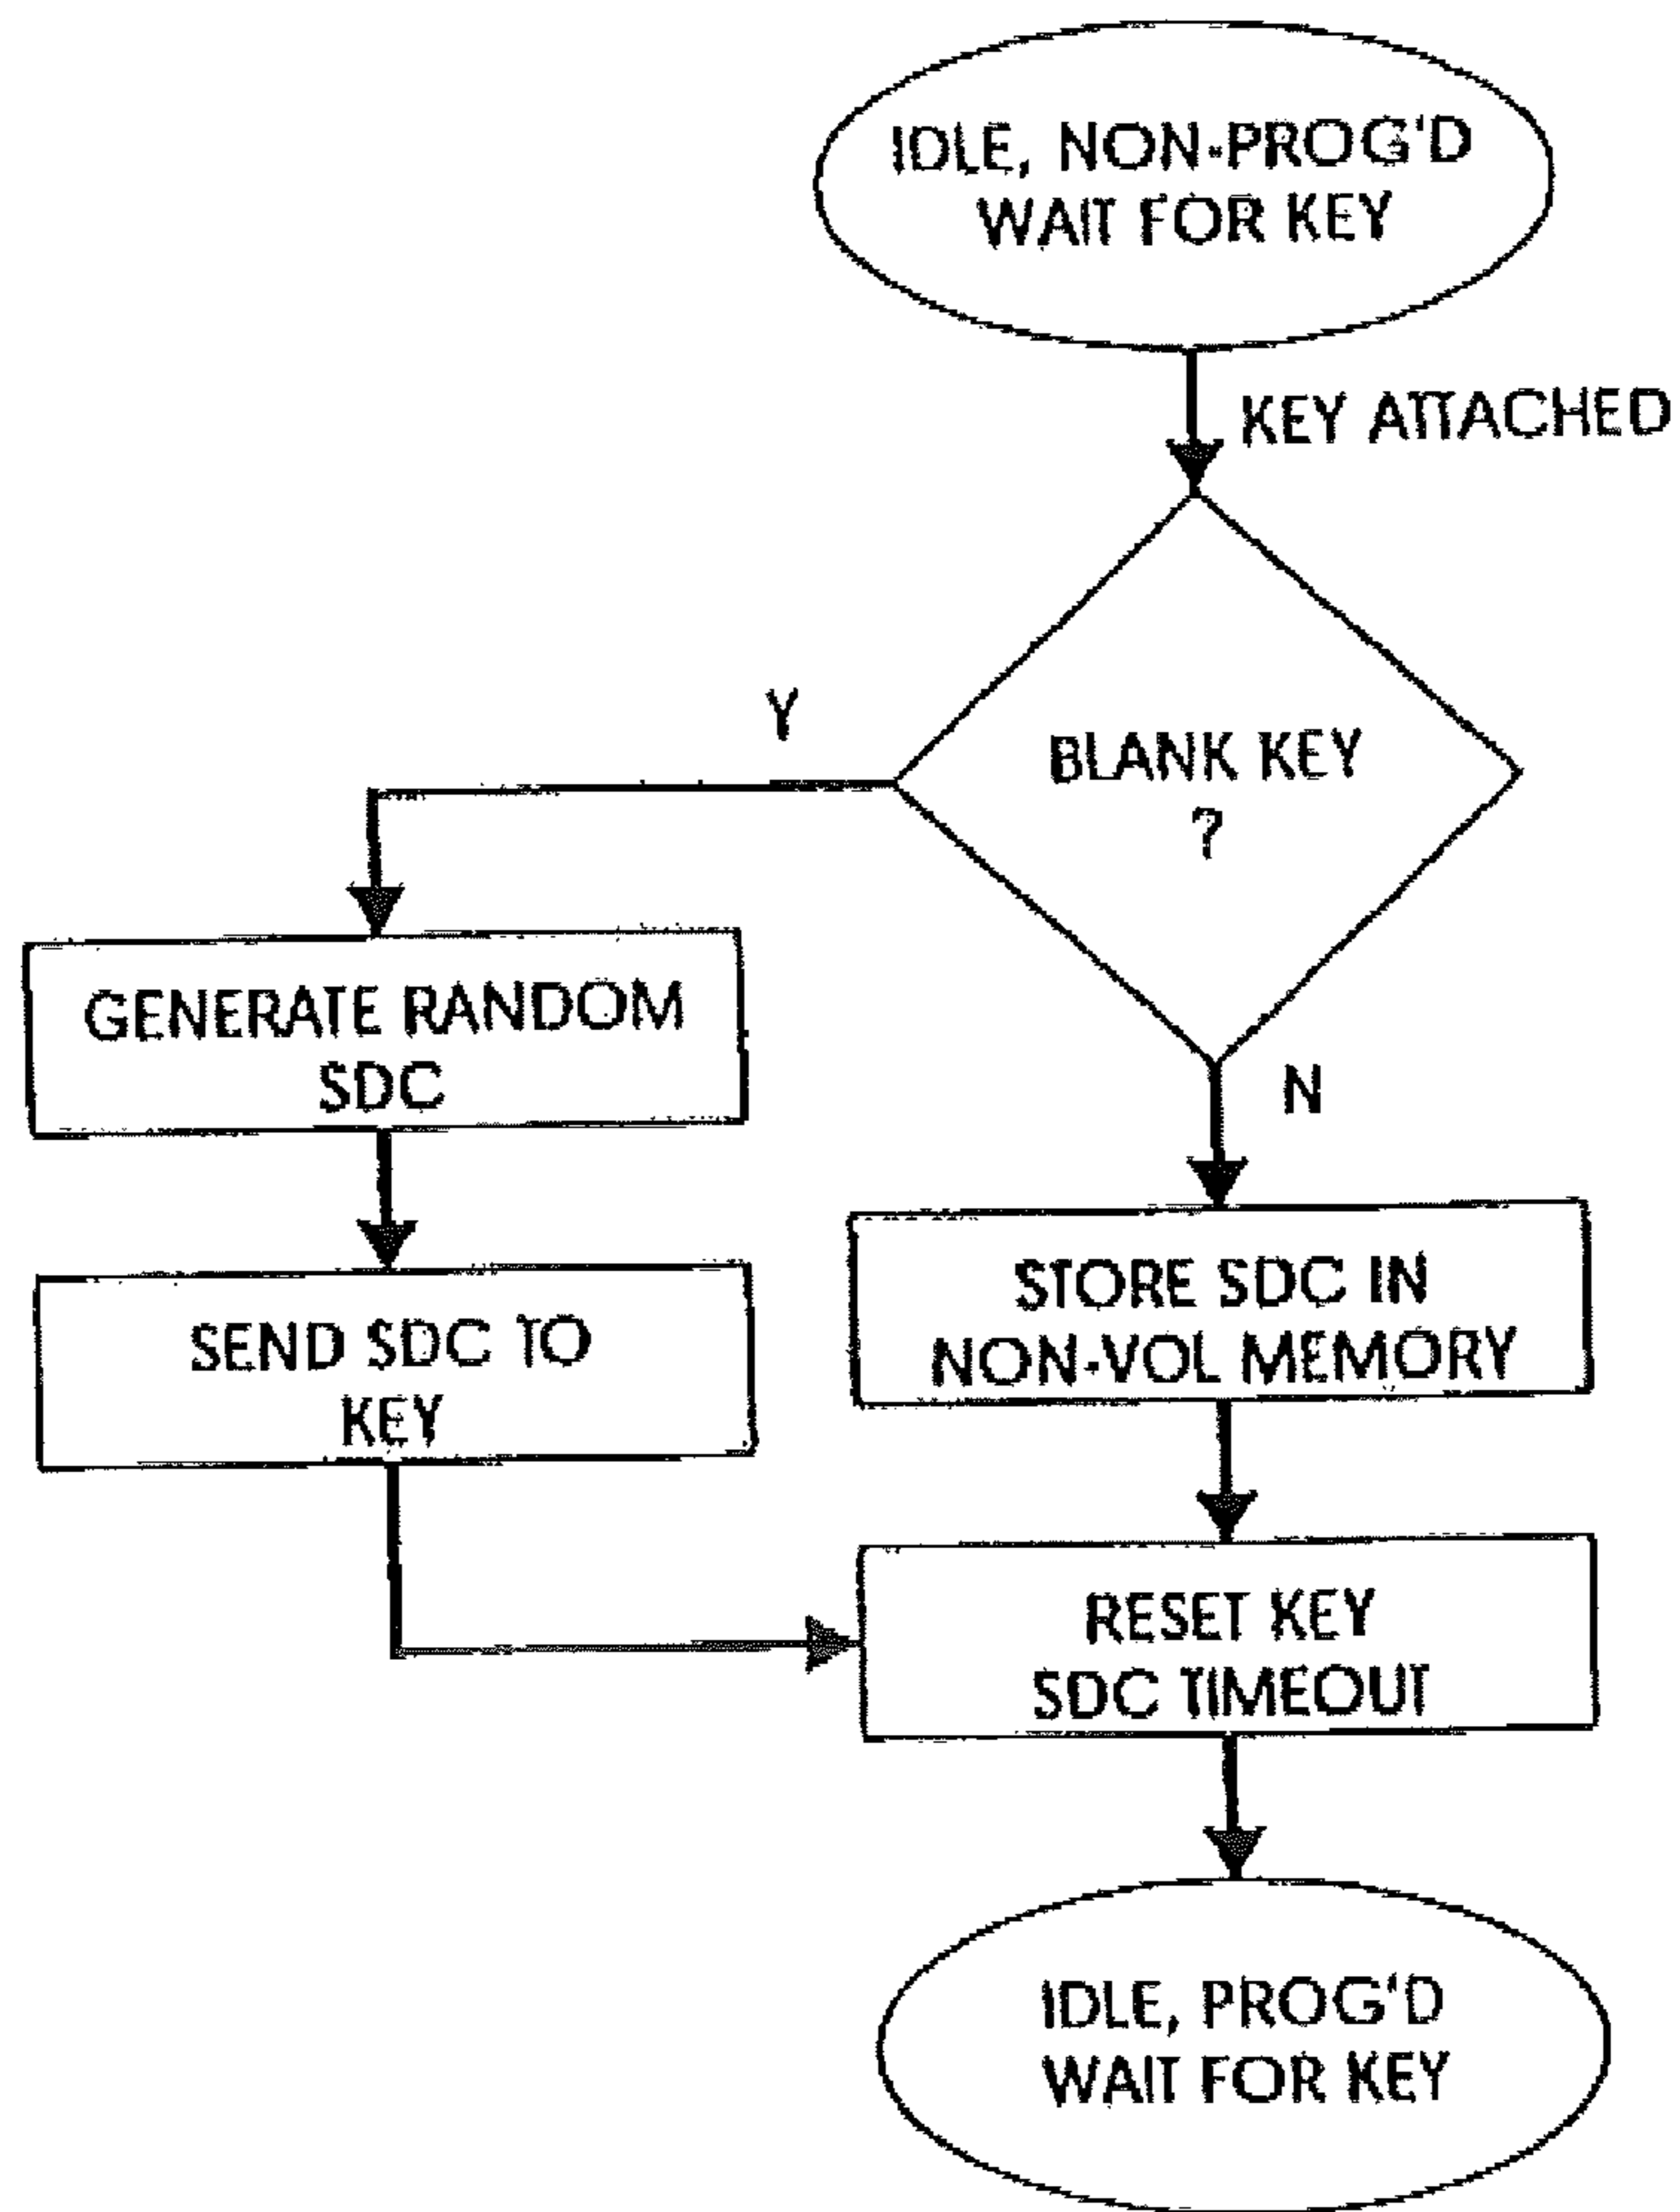 IDLE, NON-PROG'D
WAIT FOR KEY
KEY ATTACHED
BLANK KEY
?
Y
N
GENERATE RANDOM
SDC
SEND SDC TO
KEY
STORE SDC IN
NON-VOL MEMORY
RESET KEY
SDC TIMEOUT
IDLE, PROG'D
WAIT FOR KEY